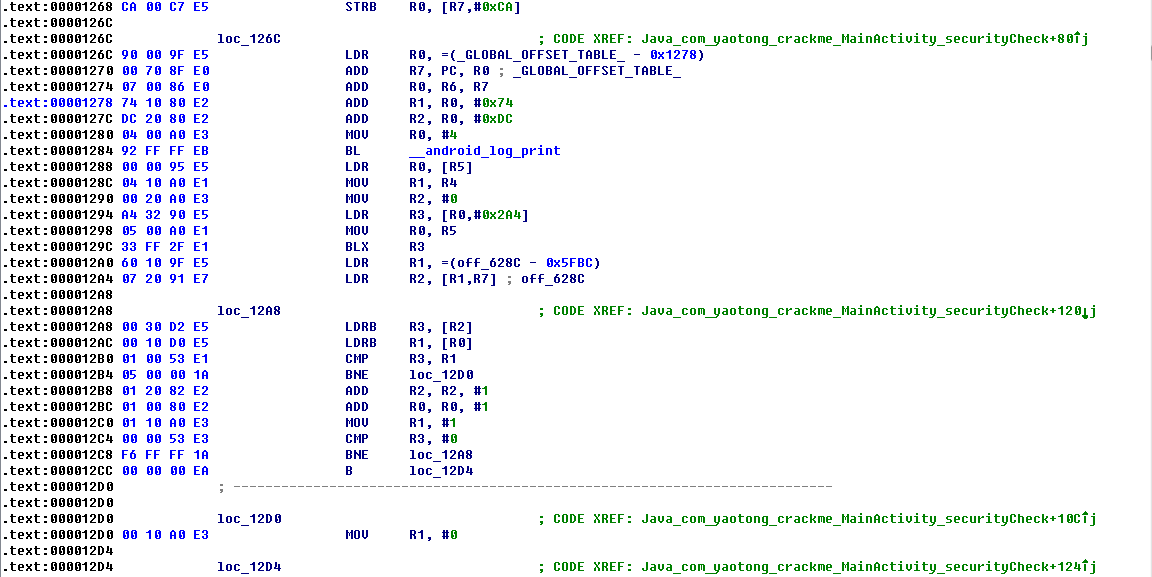 .text:00001268 CA 00 C7 E5 STRB R0, [R7,#0xCA]
.text:0000126C
.text:0000126C loc_126C ; CODE XREF: Java_com_yaotong_crackme_MainActivity_securityCheck+80↑j
.text:0000126C 90 00 9F E5 LDR R0, =(_GLOBAL_OFFSET_TABLE_ - 0x1278)
.text:00001270 00 70 8F E0 ADD R7, PC, R0 ; _GLOBAL_OFFSET_TABLE_
.text:00001274 07 00 86 E0 ADD R0, R6, R7
.text:00001278 74 10 80 E2 ADD R1, R0, #0x74
.text:0000127C DC 20 80 E2 ADD R2, R0, #0xDC
.text:00001280 04 00 A0 E3 MOV R0, #4
.text:00001284 92 FF FF EB BL __android_log_print
.text:00001288 00 00 95 E5 LDR R0, [R5]
.text:0000128C 04 10 A0 E1 MOV R1, R4
.text:00001290 00 20 A0 E3 MOV R2, #0
.text:00001294 A4 32 90 E5 LDR R3, [R0,#0x2A4]
.text:00001298 05 00 A0 E1 MOV R0, R5
.text:0000129C 33 FF 2F E1 BLX R3
.text:000012A0 60 10 9F E5 LDR R1, =(off_628C - 0x5FBC)
.text:000012A4 07 20 91 E7 LDR R2, [R1,R7] ; off_628C
.text:000012A8
.text:000012A8 loc_12A8 ; CODE XREF: Java_com_yaotong_crackme_MainActivity_securityCheck+120↓j
.text:000012A8 00 30 D2 E5 LDRB R3, [R2]
.text:000012AC 00 10 D0 E5 LDRB R1, [R0]
.text:000012B0 01 00 53 E1 CMP R3, R1
.text:000012B4 05 00 00 1A BNE loc_12D0
.text:000012B8 01 20 82 E2 ADD R2, R2, #1
.text:000012BC 01 00 80 E2 ADD R0, R0, #1
.text:000012C0 01 10 A0 E3 MOV R1, #1
.text:000012C4 00 00 53 E3 CMP R3, #0
.text:000012C8 F6 FF FF 1A BNE loc_12A8
.text:000012CC 00 00 00 EA B loc_12D4
.text:000012D0 ; ---------------------------------------------------------------------------
.text:000012D0
.text:000012D0 loc_12D0 ; CODE XREF: Java_com_yaotong_crackme_MainActivity_securityCheck+10C↑j
.text:000012D0 00 10 A0 E3 MOV R1, #0
.text:000012D4
.text:000012D4 loc_12D4 ; CODE XREF: Java_com_yaotong_crackme_MainActivity_securityCheck+124↑j